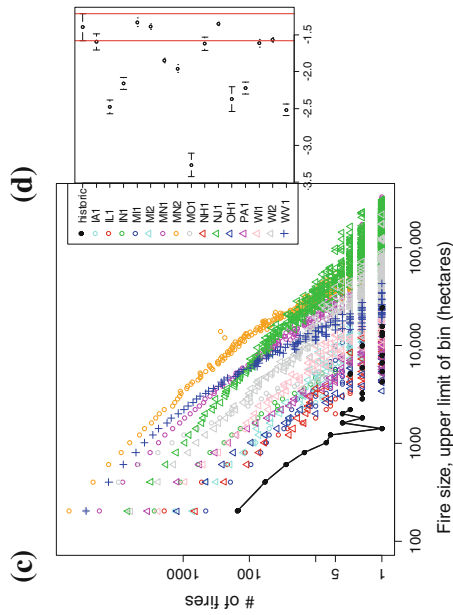 (c)
(d)
-3.5 -3.0 -2.5 -2.0 -1.5
historic
IA1
IL1
IN1
MI1
MI2
MN1
MN2
MO1
NH1
NJ1
OH1
PA1
WI1
WI2
WV1
# of fires
1 5 100 1000
100 1000 10,000 100,000
Fire size, upper limit of bin (hectares)